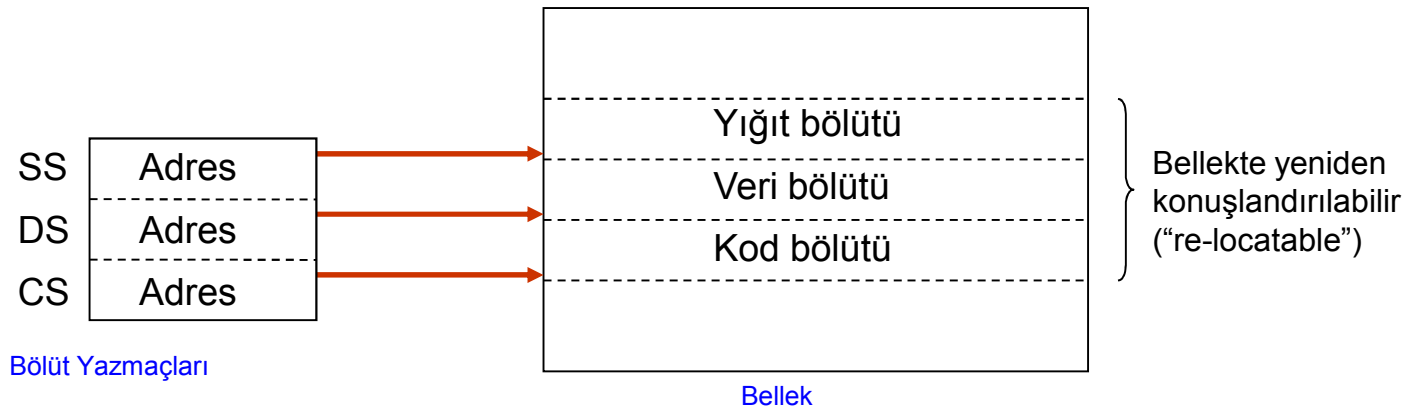 SS Adres
DS Adres
CS Adres
Bölüt Yazmaçları
Yığıt bölütü
Veri bölütü
Kod bölütü
Bellek
Bellekte yeniden
konuşlandırılabilir
(“re-locatable”)